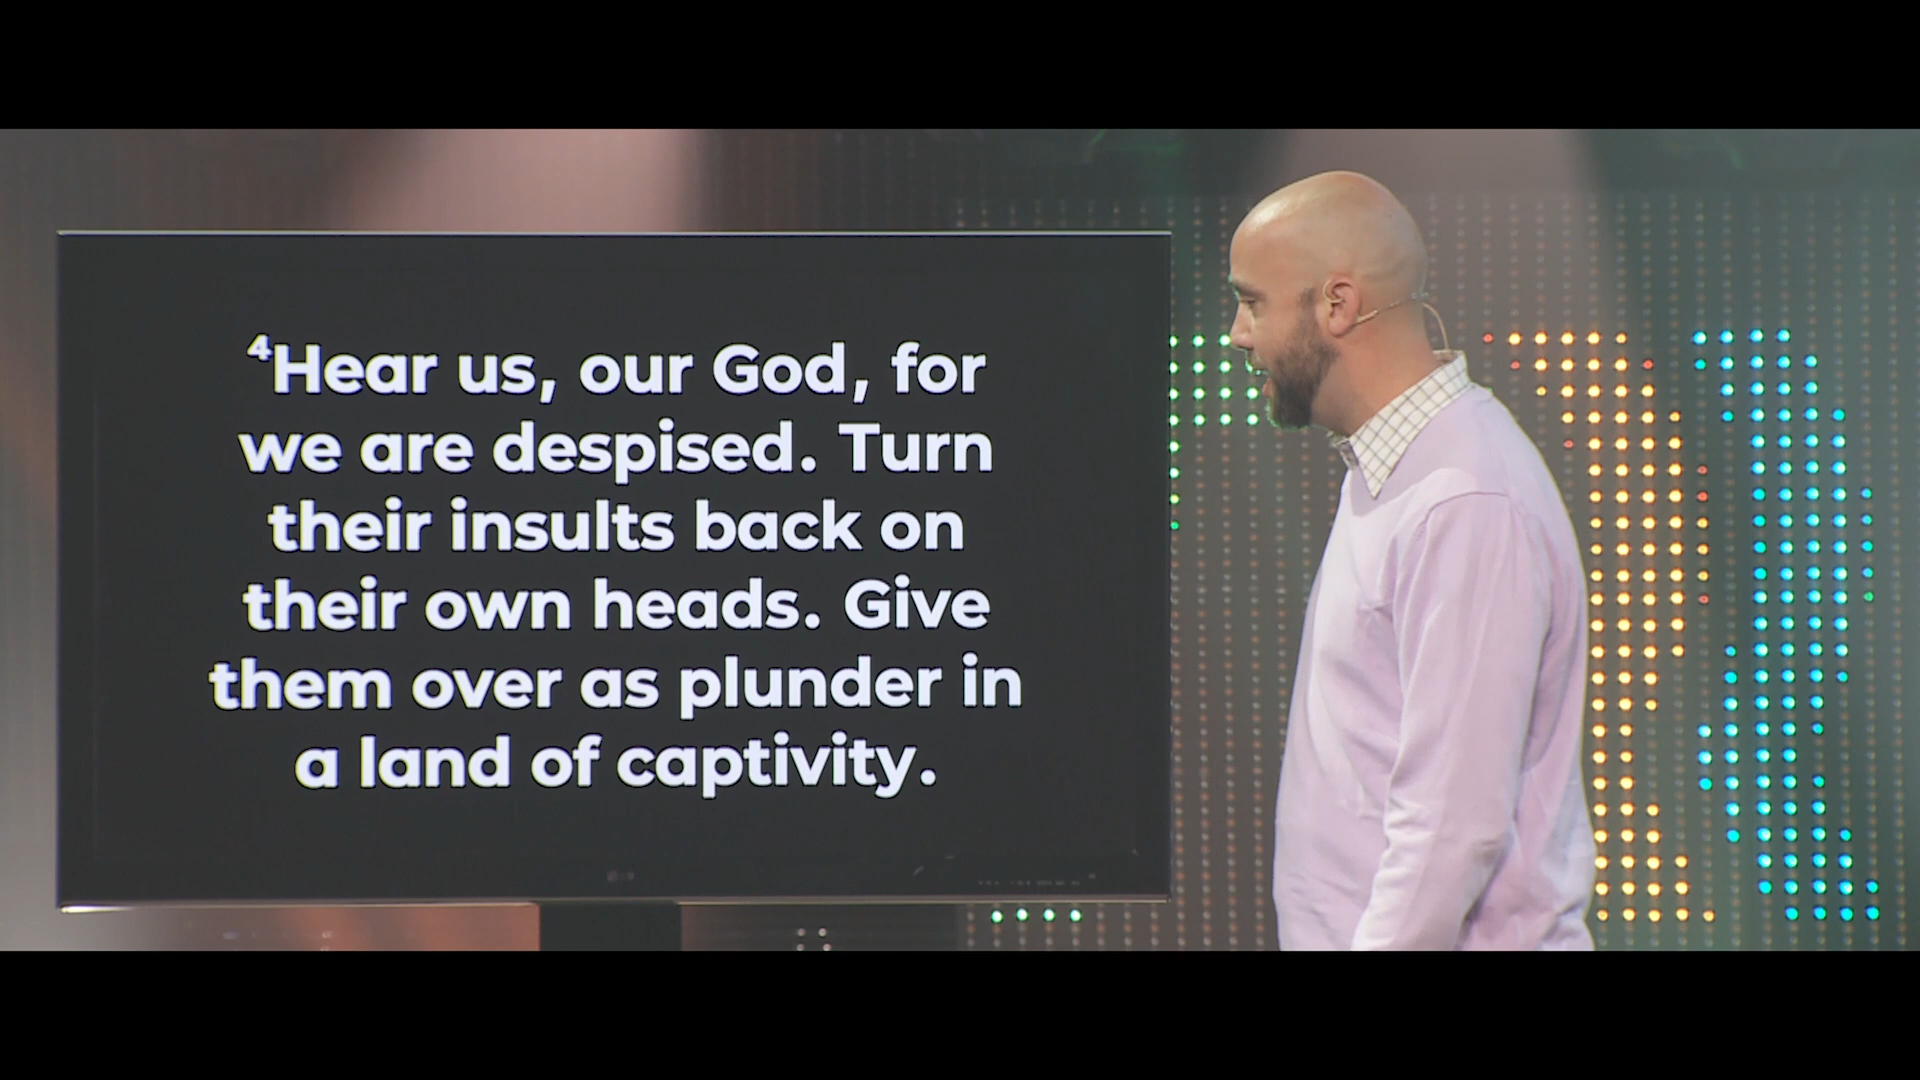 ⁴Hear us, our God, for
we are despised. Turn
their insults back on
their own heads. Give
them over as plunder in
a land of captivity.